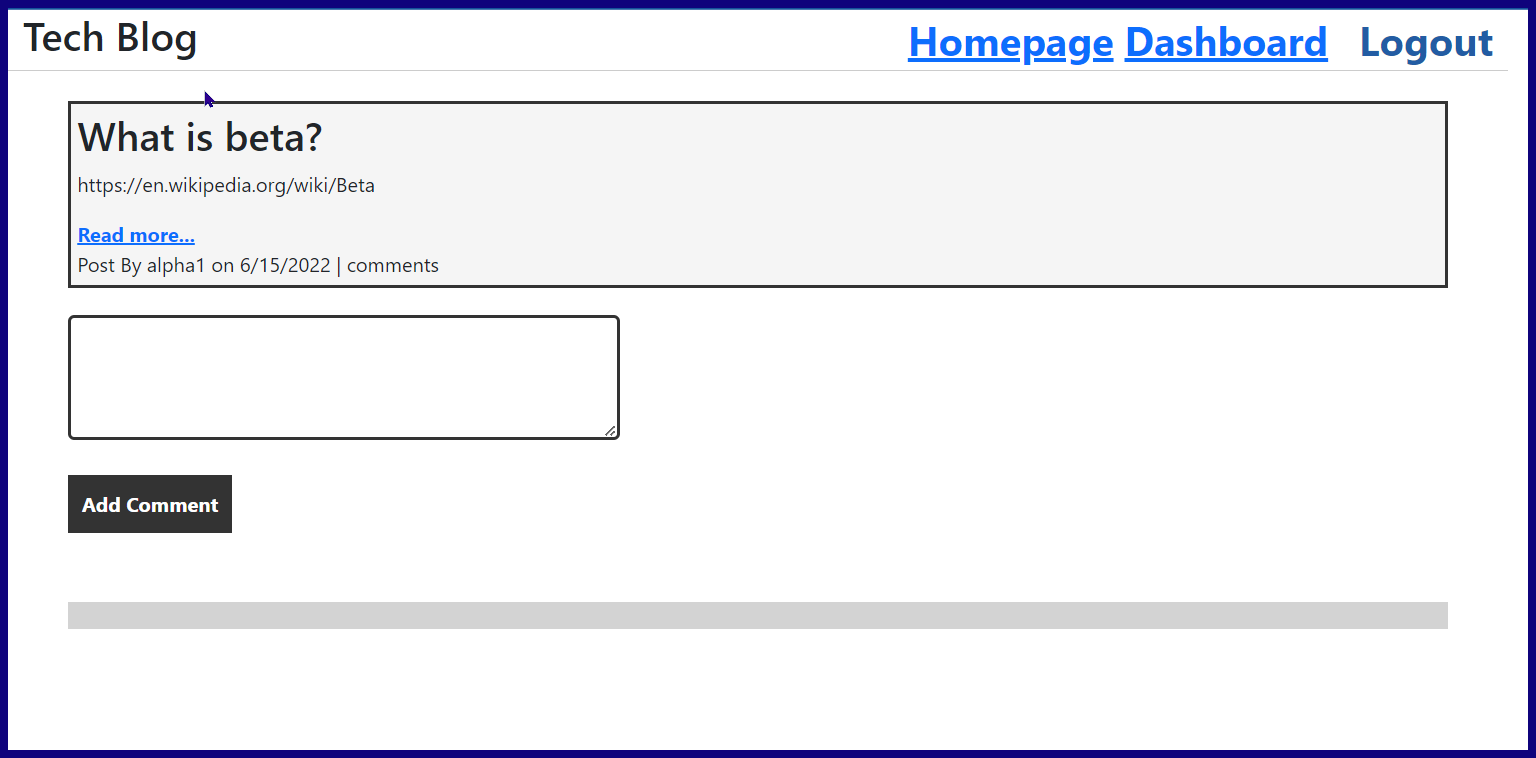 Tech Blog
Homepage Dashboard Logout
What is beta?
https://en.wikipedia.org/wiki/Beta
Read more...
Post By alpha1 on 6/15/2022 | comments
Add Comment